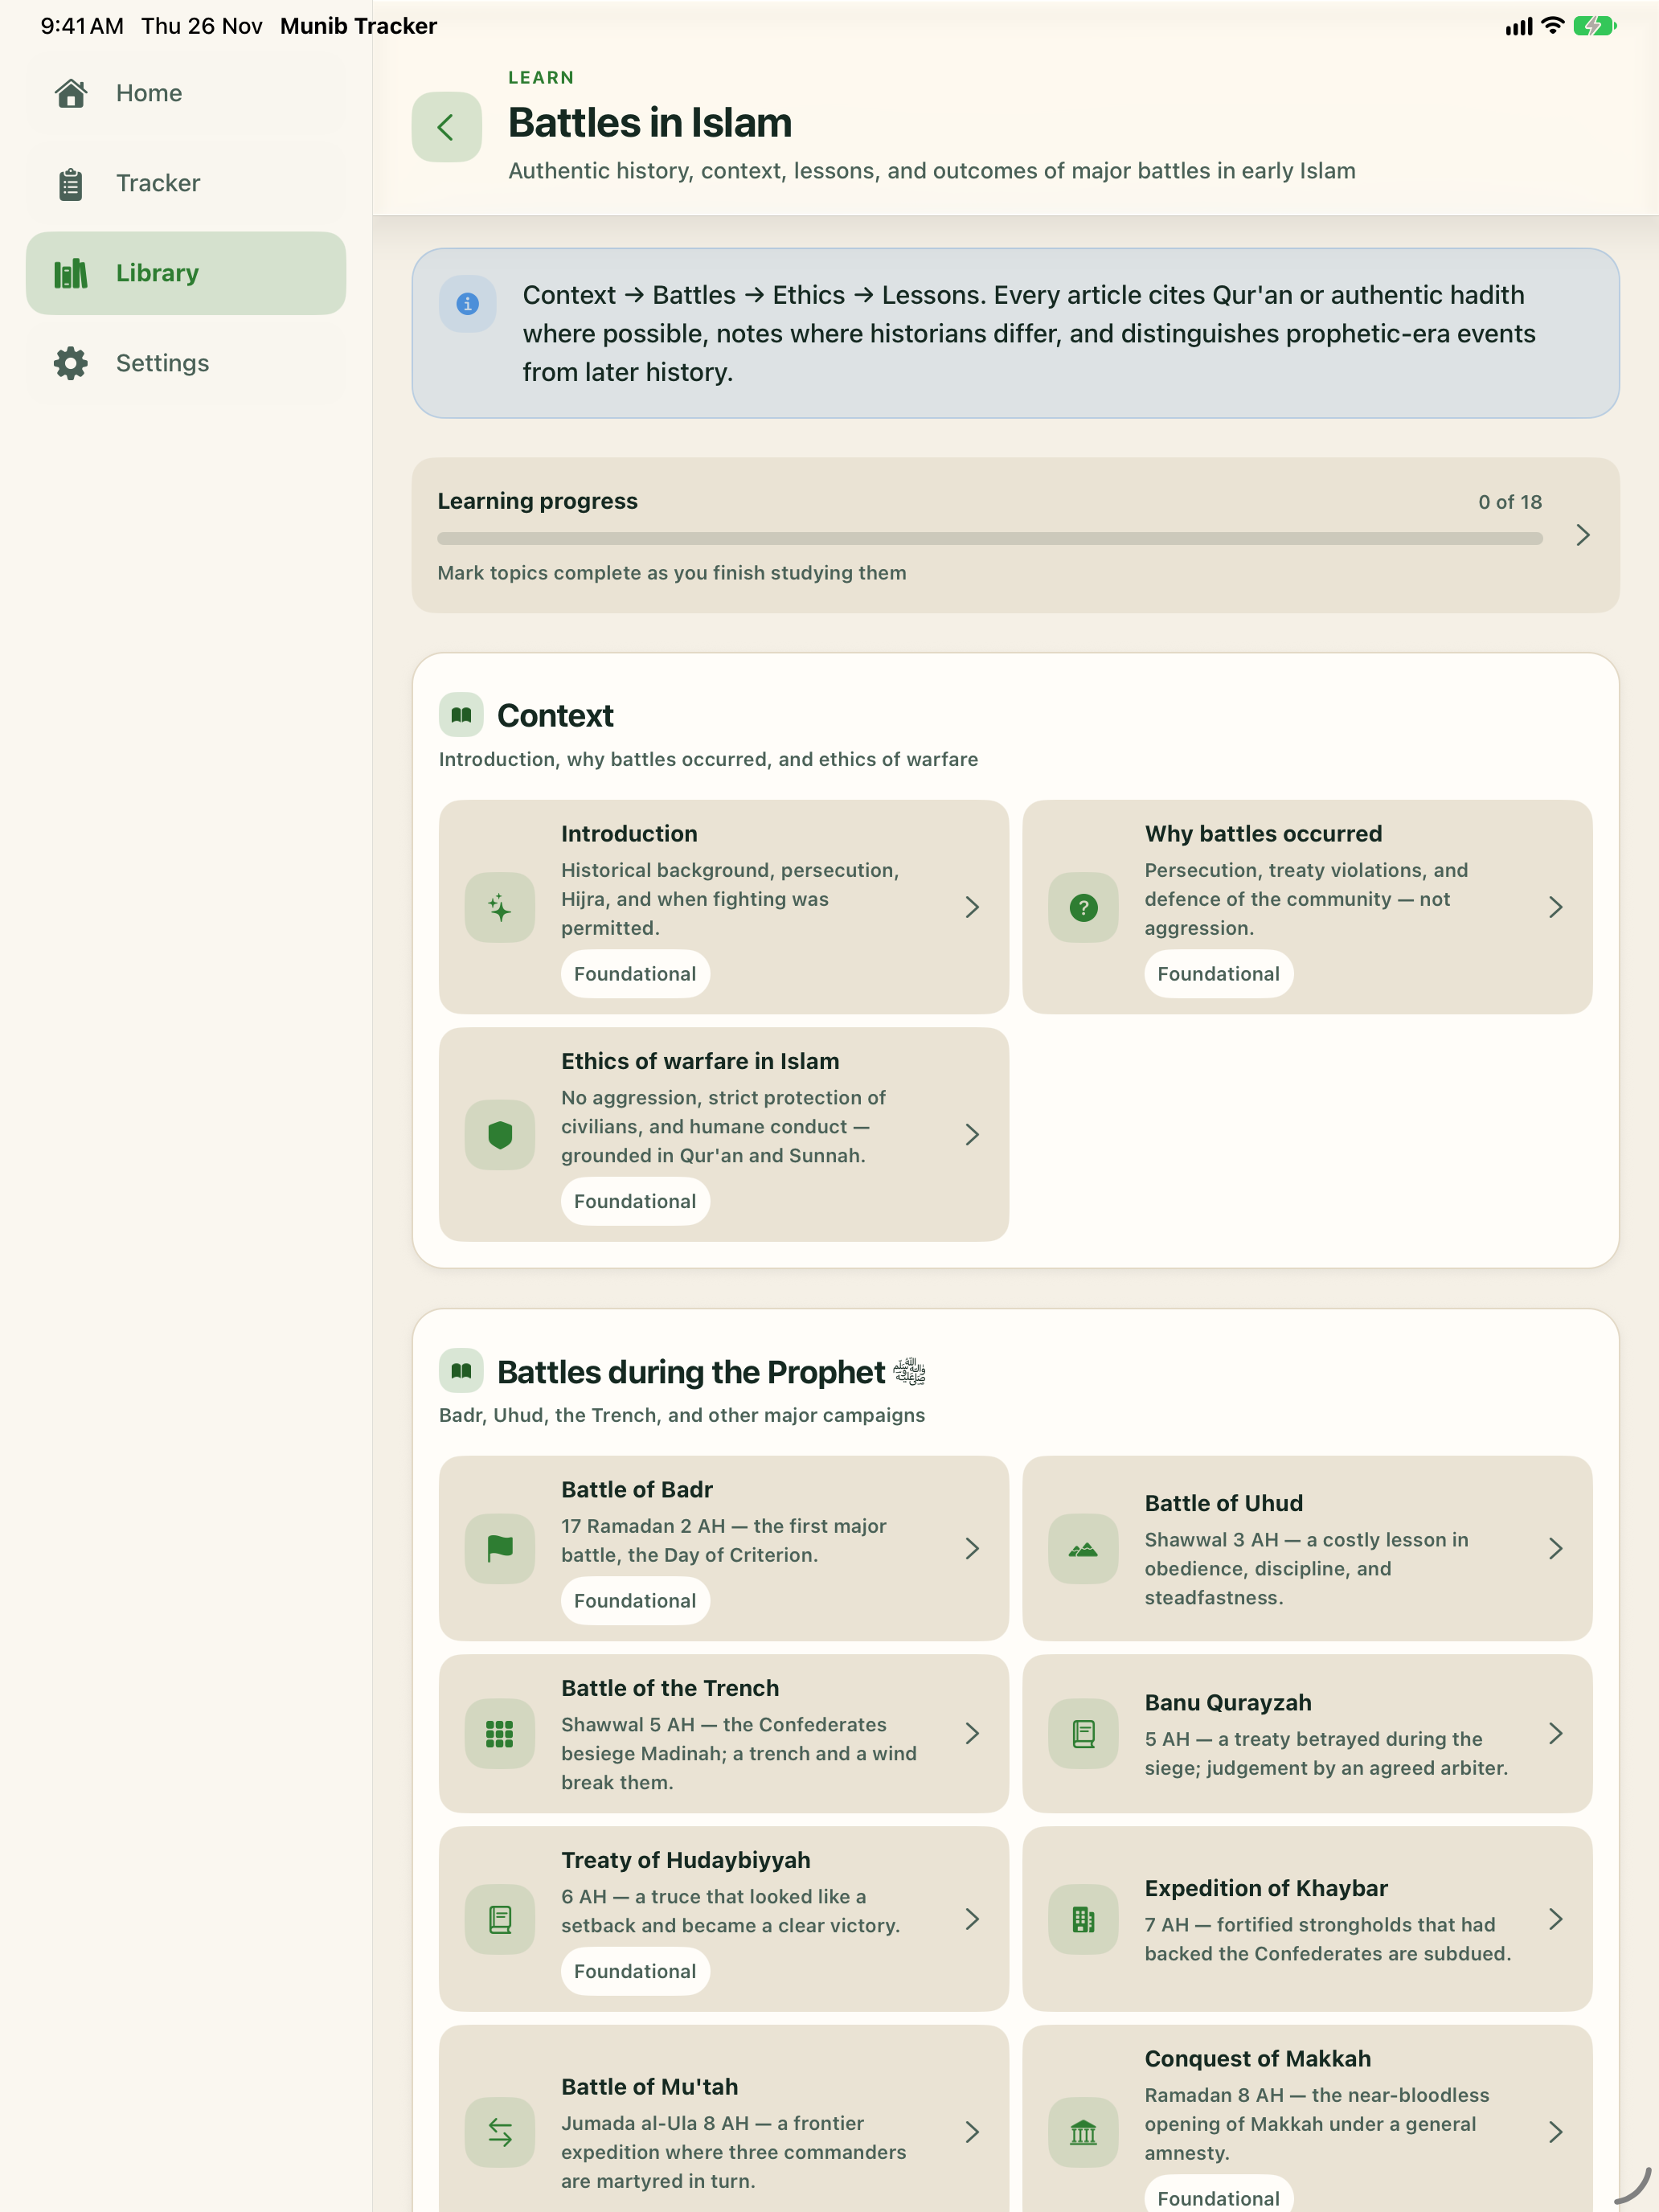 9:41 AM Thu 26 Nov Munib Tracker
Home
Tracker
Library
Settings
LEARN
Battles in Islam
Authentic history, context, lessons, and outcomes of major battles in early Islam
Context → Battles → Ethics → Lessons. Every article cites Qur'an or authentic hadith
where possible, notes where historians differ, and distinguishes prophetic-era events
from later history.
Learning progress
0 of 18
Mark topics complete as you finish studying them
Context
Introduction, why battles occurred, and ethics of warfare
Introduction
Historical background, persecution,
Hijra, and when fighting was
permitted.
Foundational
Why battles occurred
Persecution, treaty violations, and
defence of the community — not
aggression.
Foundational
Ethics of warfare in Islam
No aggression, strict protection of
civilians, and humane conduct —
grounded in Qur'an and Sunnah.
Foundational
Battles during the Prophet ﷺ
Badr, Uhud, the Trench, and other major campaigns
Battle of Badr
17 Ramadan 2 AH — the first major
battle, the Day of Criterion.
Foundational
Battle of Uhud
Shawwal 3 AH — a costly lesson in
obedience, discipline, and
steadfastness.
Battle of the Trench
Shawwal 5 AH — the Confederates
besiege Madinah; a trench and a wind
break them.
Banu Qurayzah
5 AH — a treaty betrayed during the
siege; judgement by an agreed arbiter.
Treaty of Hudaybiyyah
6 AH — a truce that looked like a
setback and became a clear victory.
Foundational
Expedition of Khaybar
7 AH — fortified strongholds that had
backed the Confederates are subdued.
Battle of Mu'tah
Jumada al-Ula 8 AH — a frontier
expedition where three commanders
are martyred in turn.
Conquest of Makkah
Ramadan 8 AH — the near-bloodless
opening of Makkah under a general
amnesty.
Foundational